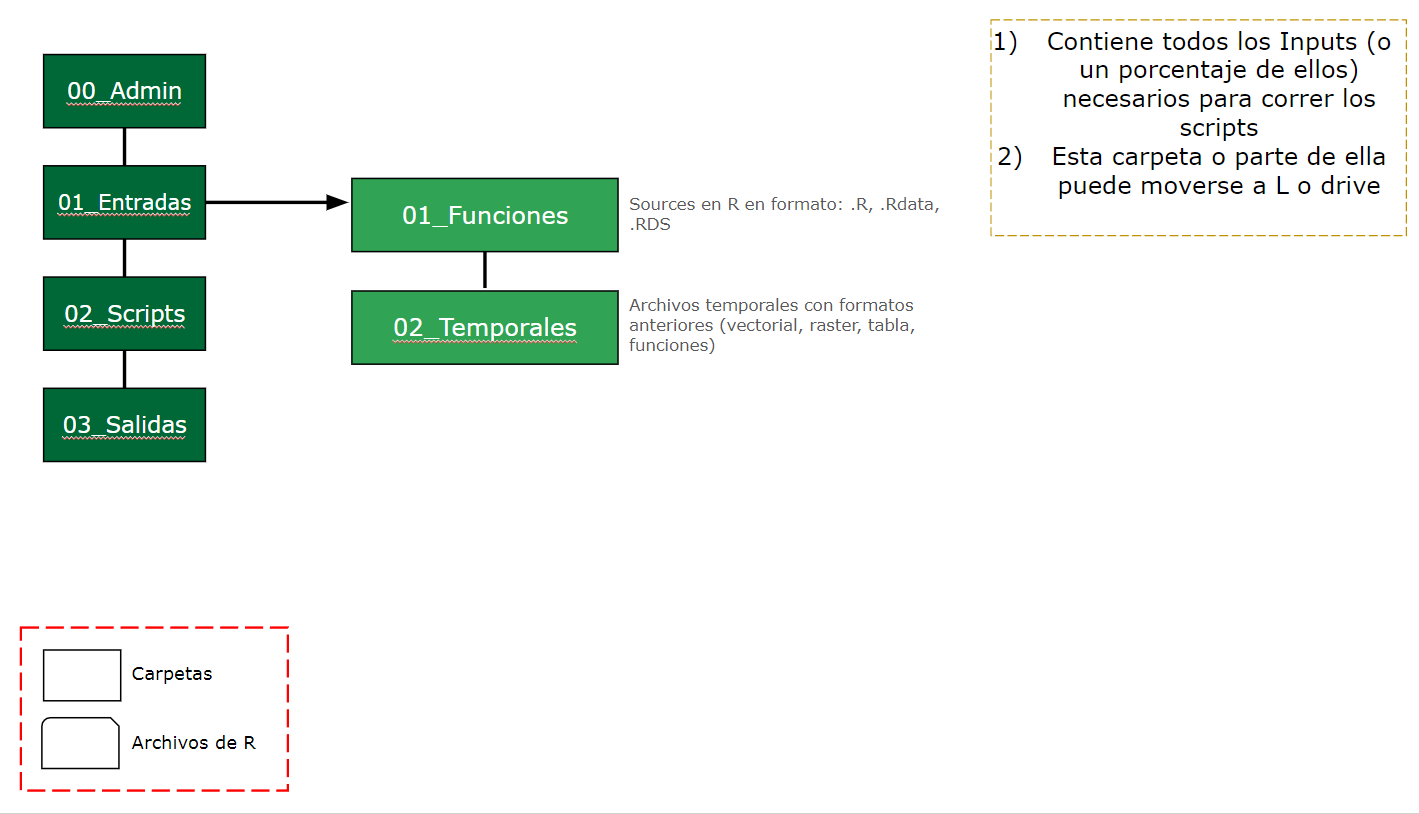 00_Admin
01_Entradas
02_Scripts
03_Salidas
01_Funciones
Sources en R en formato: .R, .Rdata,
.RDS
02_Temporales
Archivos temporales con formatos
anteriores (vectorial, raster, tabla,
funciones)
1) Contiene todos los Inputs (o
un porcentaje de ellos)
necesarios para correr los
scripts
2) Esta carpeta o parte de ella
puede moverse a L o drive
Carpetas
Archivos de R